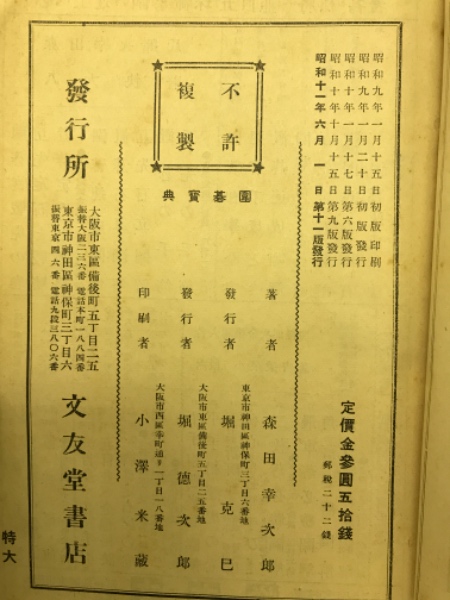 昭和九年一月十五日初版印刷
昭和九年一月二十日初版發行
昭和十年一月十七日第六版發行
昭和十年十月十五日第九版發行
昭和十一年六月一日第十一版發行
定價金參圓五拾錢
郵稅二十二錢
不許
複製
圍碁寳典
著者 森田幸次郎
東京市神田區神保町三丁目六番地
發行者 堀克巳
大阪市東區備後町五丁目二五番地
發行者 堀德次郎
大阪市西區幸町通リ一丁目一八番地
印刷者 小澤米藏
發行所
大阪市東區備後町五丁目二五
振替大阪二三六番 電話本町一八八四番
東京市神田區神保町三丁目六
振替東京四六番 電話九段三八〇六番
文友堂書店
特大